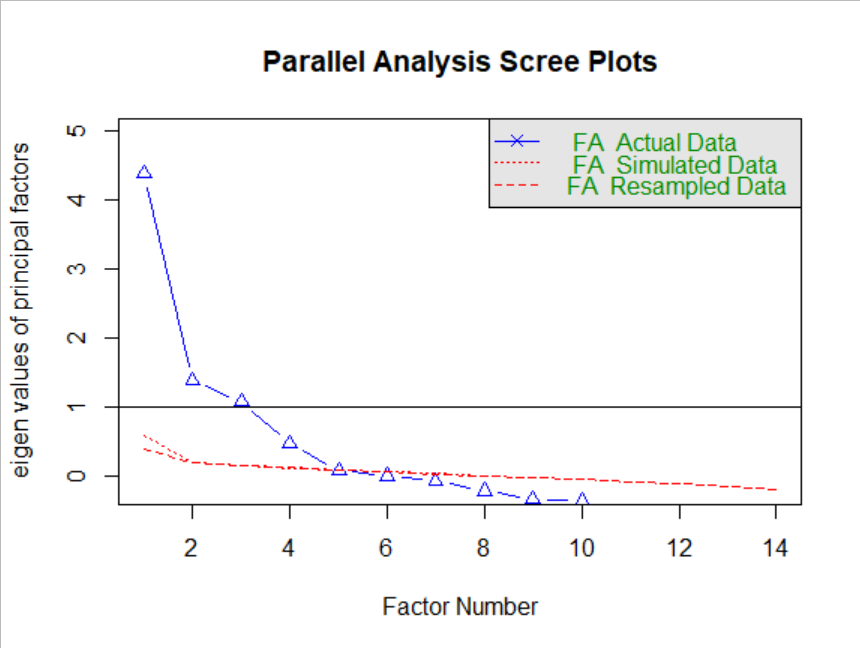 Parallel Analysis Scree Plots
eigen values of principal factors
5
4
3
2
1
0
FA Actual Data
FA Simulated Data
FA Resampled Data
2 4 6 8 10 12 14
Factor Number